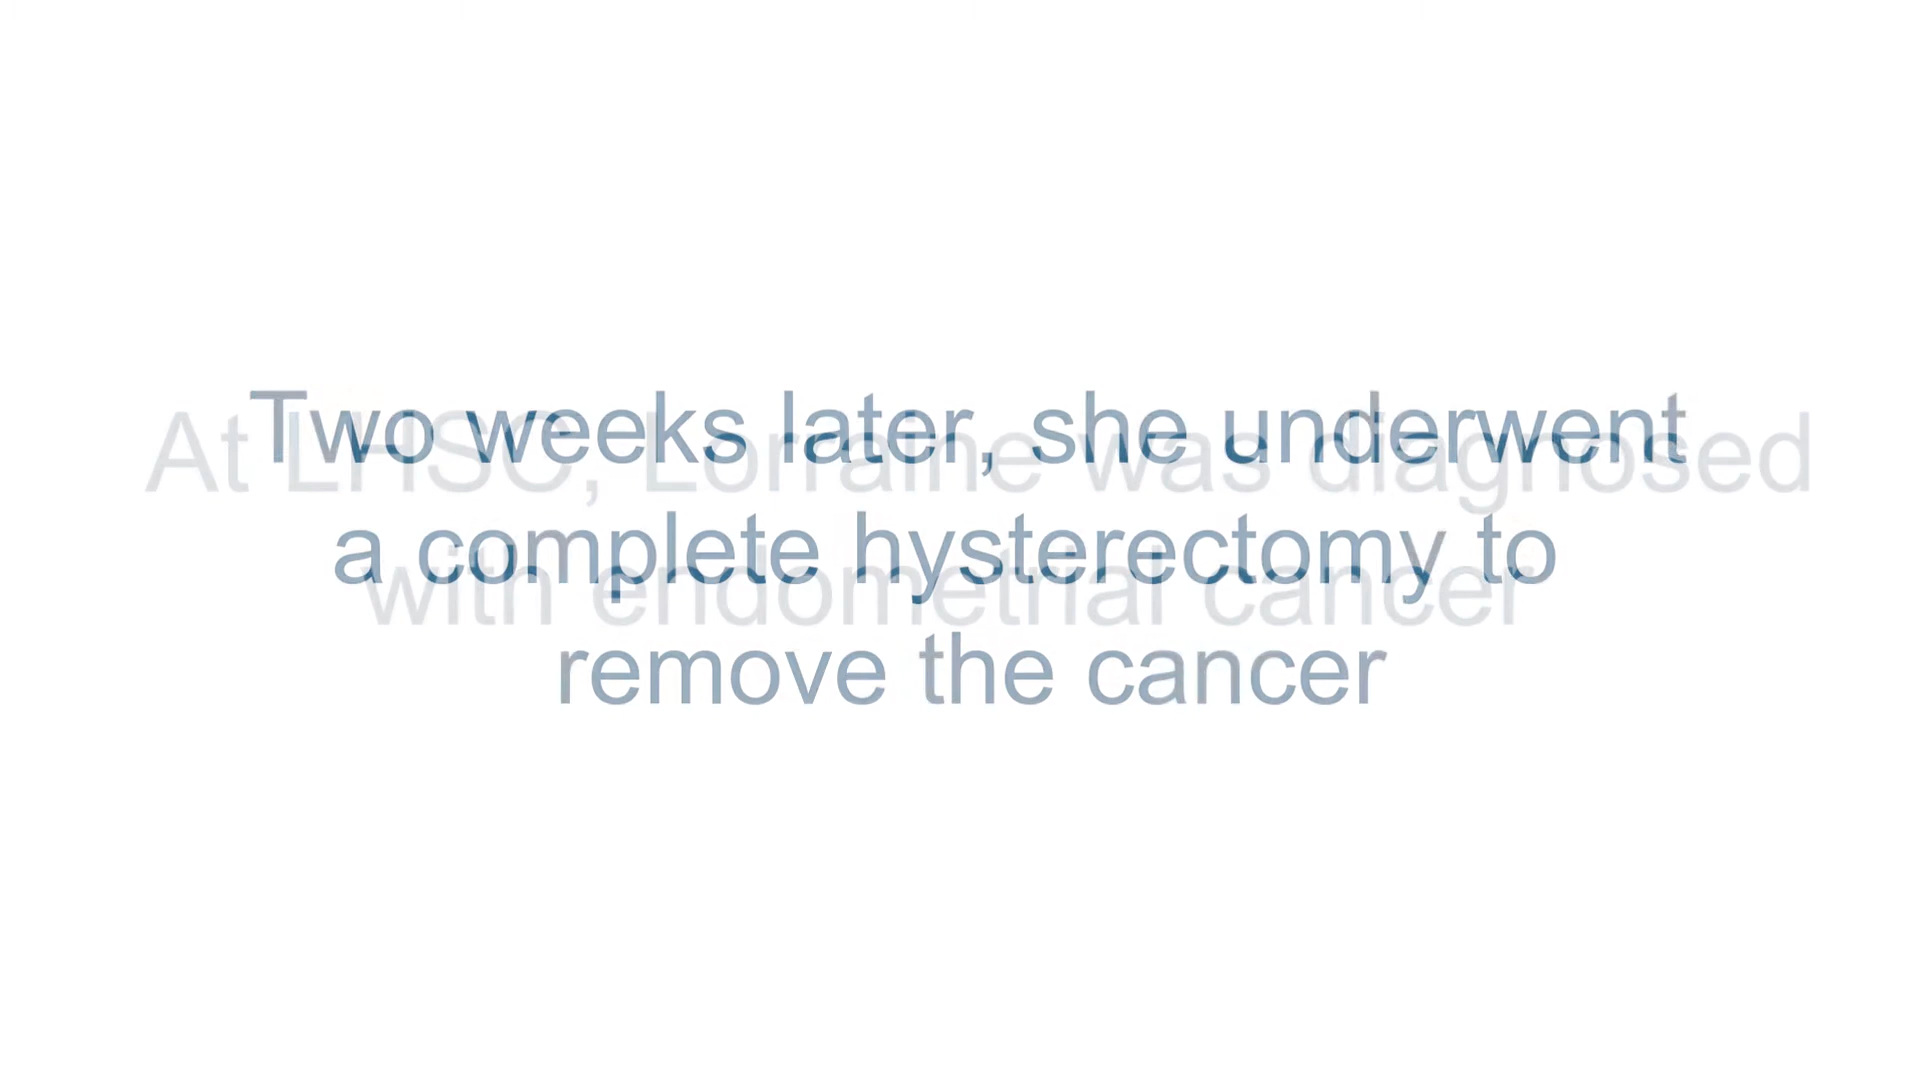 At LHSC, Lorraine was diagnosed
with endometrial cancer
Two weeks later, she underwent
a complete hysterectomy to
remove the cancer